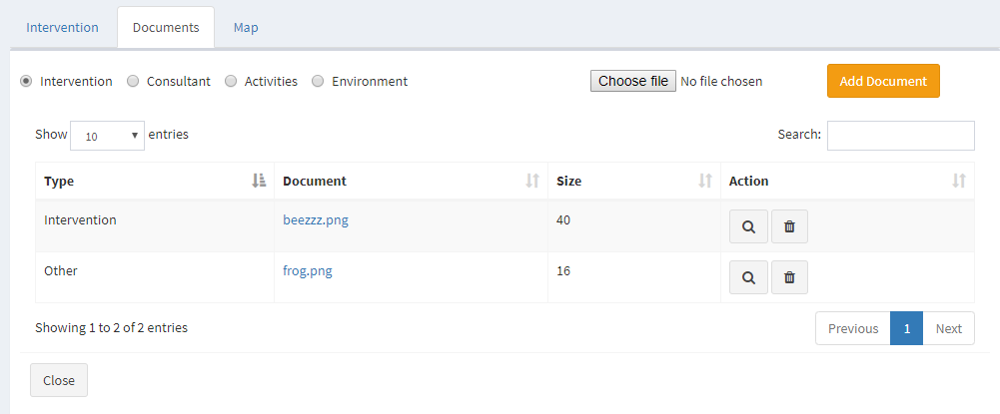 Intervention Documents Map
Intervention Consultant Activities Environment Choose file No file chosen Add Document
Show 10 entries Search:
Type Document Size Action
Intervention beezzz.png 40
Other frog.png 16
Showing 1 to 2 of 2 entries Previous 1 Next
Close